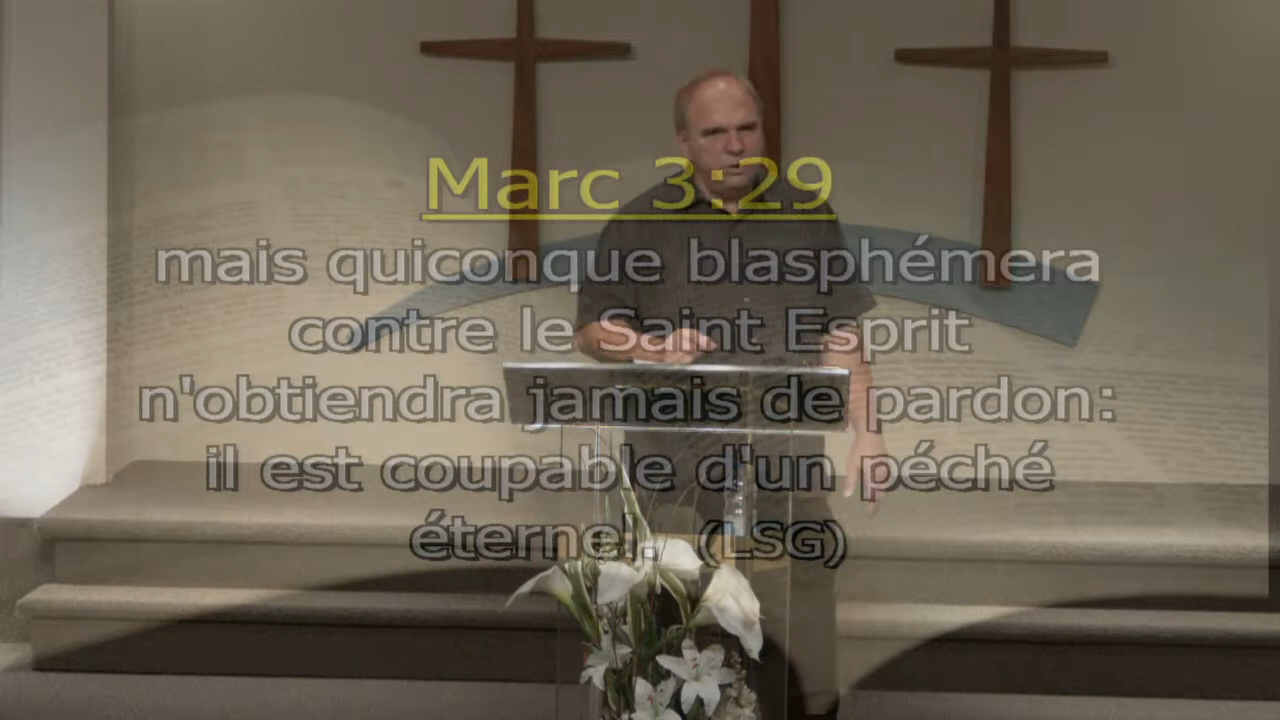 Marc 3:29
mais quiconque blasphémera
contre le Saint Esprit
n'obtiendra jamais de pardon:
il est coupable d'un péché
éternel. (LSG)